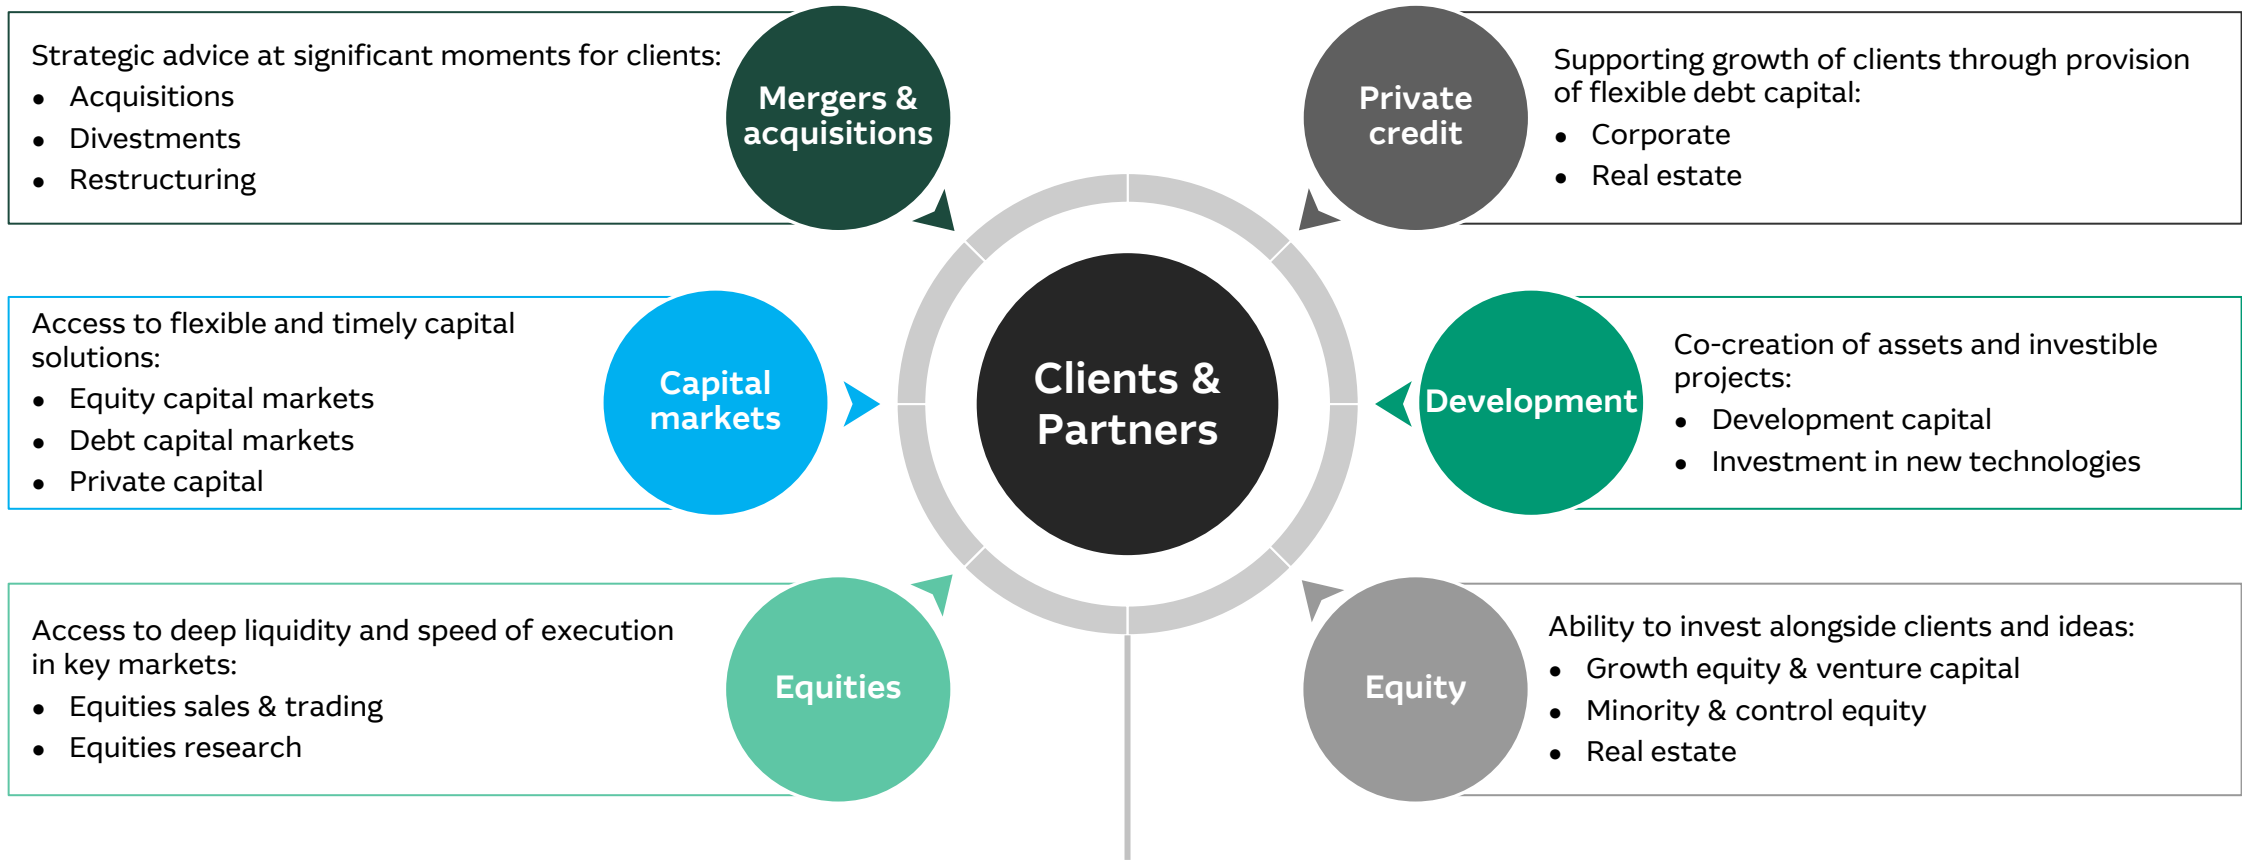 Strategic advice at significant moments for clients:
• Acquisitions
• Divestments
• Restructuring
Mergers &
acquisitions
Private
credit
Supporting growth of clients through provision
of flexible debt capital:
• Corporate
• Real estate
Access to flexible and timely capital
solutions:
• Equity capital markets
• Debt capital markets
• Private capital
Capital
markets
Clients &
Partners
Development
Co-creation of assets and investible
projects:
• Development capital
• Investment in new technologies
Access to deep liquidity and speed of execution
in key markets:
• Equities sales & trading
• Equities research
Equities
Equity
Ability to invest alongside clients and ideas:
• Growth equity & venture capital
• Minority & control equity
• Real estate